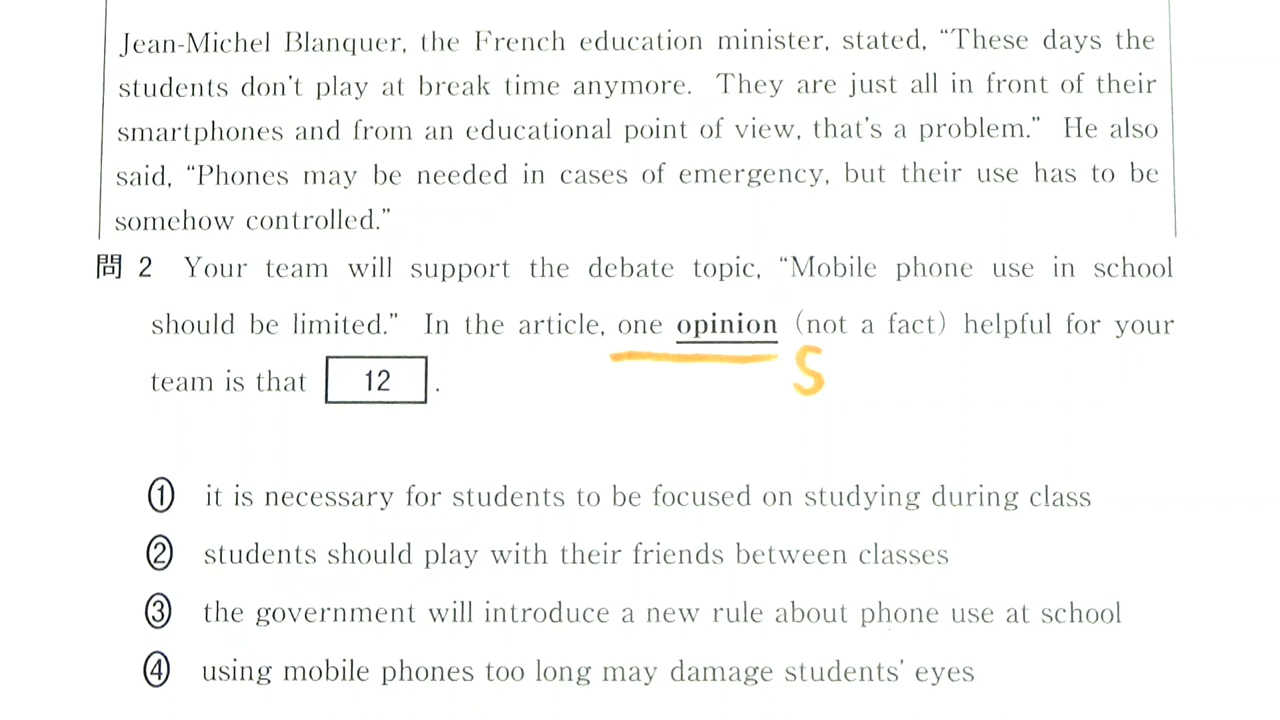 Jean-Michel Blanquer, the French education minister, stated, “These days the
students don't play at break time anymore. They are just all in front of their
smartphones and from an educational point of view, that's a problem.” He also
said, “Phones may be needed in cases of emergency, but their use has to be
somehow controlled.”
問 2 Your team will support the debate topic, “Mobile phone use in school
should be limited.” In the article, one opinion (not a fact) helpful for your
team is that 12 .
S
① it is necessary for students to be focused on studying during class
② students should play with their friends between classes
③ the government will introduce a new rule about phone use at school
④ using mobile phones too long may damage students' eyes